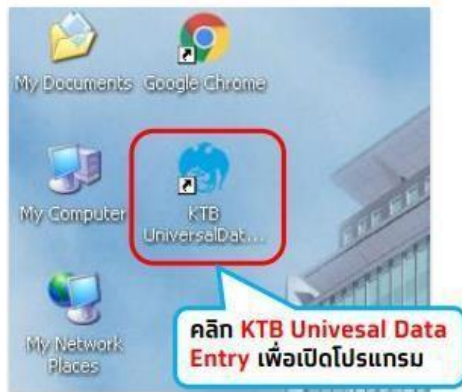 My Documents
Google Chrome
My Computer
KTB
UniversalDat...
My Network
Places
คลิก KTB Univesal Data
Entry เพื่อเปิดโปรแกรม